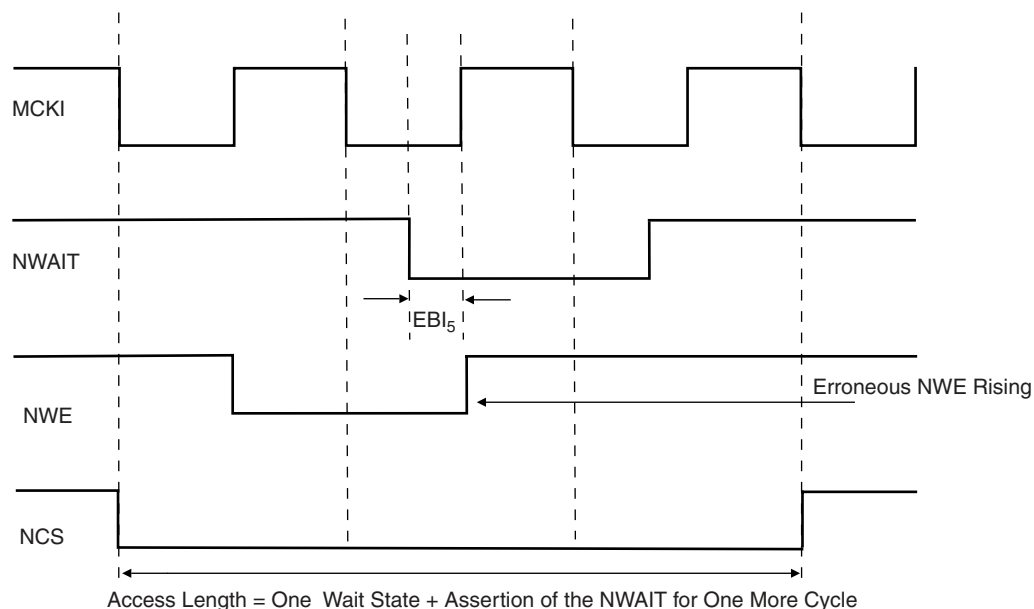 MCKI
NWAIT
EBI5
Erroneous NWE Rising
NWE
NCS
Access Length = One Wait State + Assertion of the NWAIT for One More Cycle